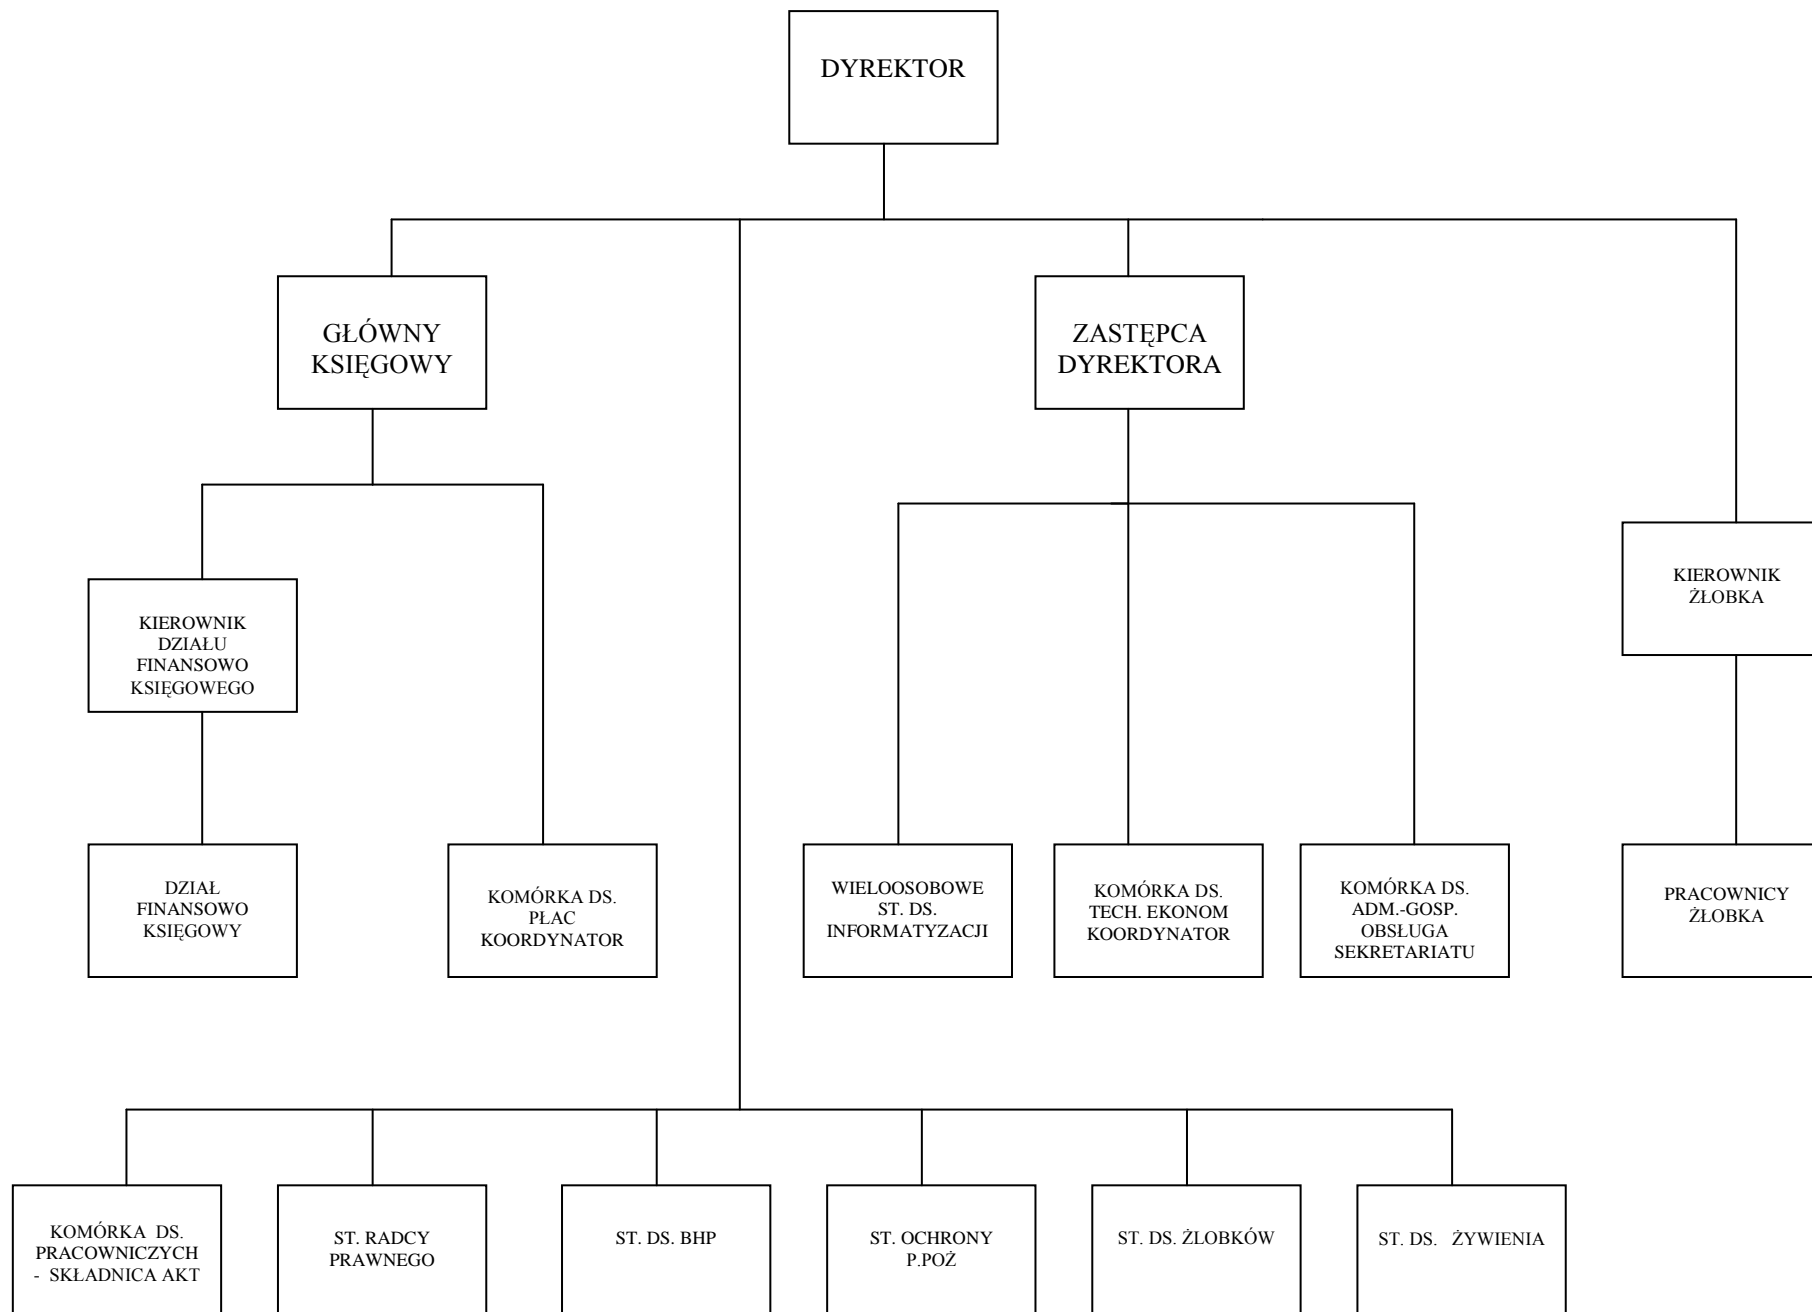 DYREKTOR
GŁÓWNY
KSIĘGOWY
ZASTĘPCA
DYREKTORA
KIEROWNIK
DZIAŁU
FINANSOWO
KSIĘGOWEGO
KIEROWNIK
ŻŁOBKA
DZIAŁ
FINANSOWO
KSIĘGOWY
KOMÓRKA DS.
PŁAC
KOORDYNATOR
WIELOOSOBOWE
ST. DS.
INFORMATYZACJI
KOMÓRKA DS.
TECH. EKONOM
KOORDYNATOR
KOMÓRKA DS.
ADM.-GOSP.
OBSŁUGA
SEKRETARIATU
PRACOWNICY
ŻŁOBKA
KOMÓRKA DS.
PRACOWNICZYCH
- SKŁADNICA AKT
ST. RADCY
PRAWNEGO
ST. DS. BHP
ST. OCHRONY
P.POŻ
ST. DS. ŻLOBKÓW
ST. DS. ŻYWIENIA